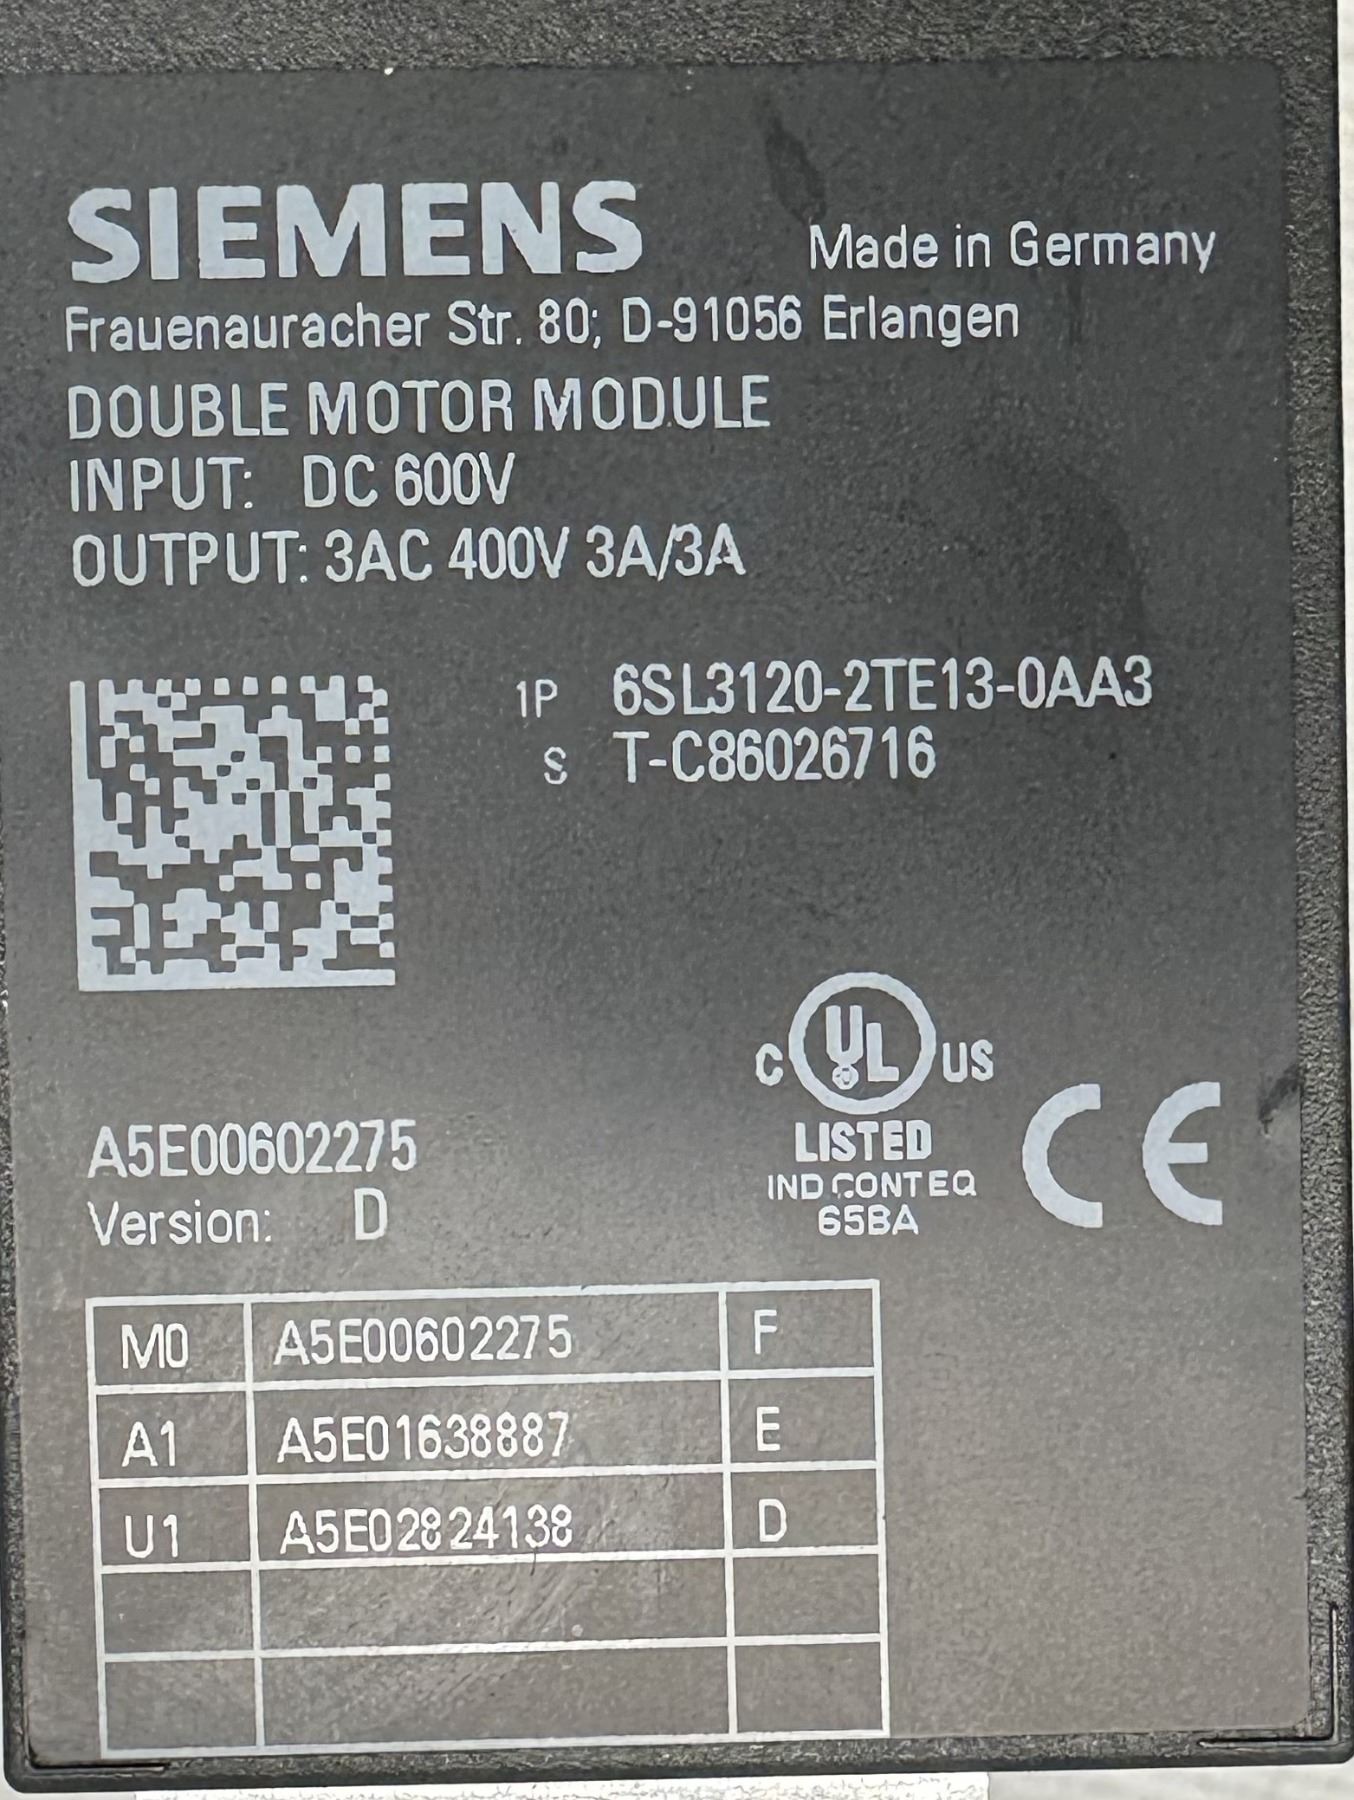 SIEMENS
Made in Germany
Frauenauracher Str. 80; D-91056 Erlangen
DOUBLE MOTOR MODULE
INPUT: DC 600V
OUTPUT: 3AC 400V 3A/3A
1P 6SL3120-2TE13-0AA3
S T-C86026716
C UL US
LISTED
IND CONT EQ
65BA
CE
A5E00602275
Version: D
M0 A5E00602275 F
A1 A5E01638887 E
U1 A5E02824138 D